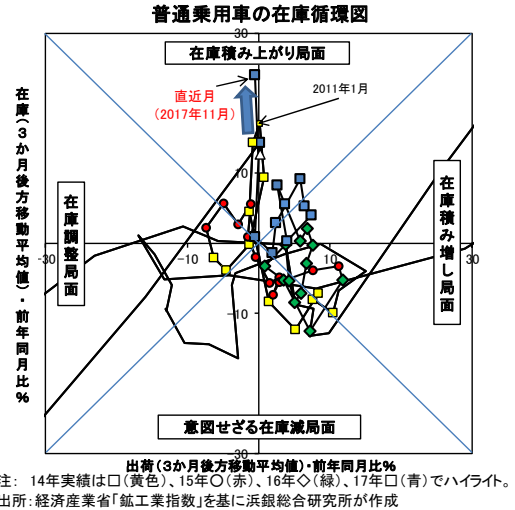 普通乗用車の在庫循環図
30
在庫積み上がり局面
直近月
(2017年11月)
2011年1月
10
在庫(3か月後方移動平均値)・前年同月比%
在庫調整局面
在庫積み増し局面
-30
-10
10
30
-10
意図せざる在庫減局面
-30
出荷(3か月後方移動平均値)・前年同月比%
注: 14年実績は□(黄色)、15年○(赤)、16年◇(緑)、17年□(青)でハイライト。
出所:経済産業省「鉱工業指数」を基に浜銀総合研究所が作成